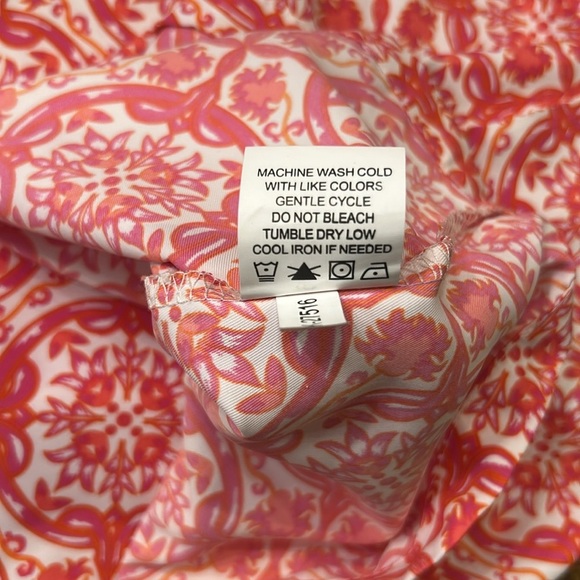 MACHINE WASH COLD
WITH LIKE COLORS
GENTLE CYCLE
DO NOT BLEACH
TUMBLE DRY LOW
COOL IRON IF NEEDED
-27516